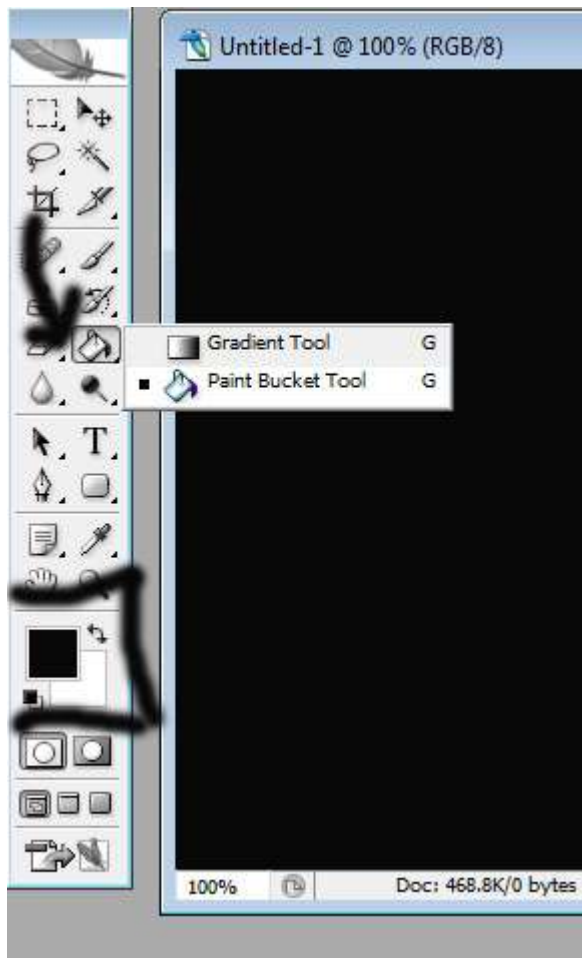 Untitled-1 @ 100% (RGB/8)
Gradient Tool G
Paint Bucket Tool G
T
100% Doc: 468.8K/0 bytes